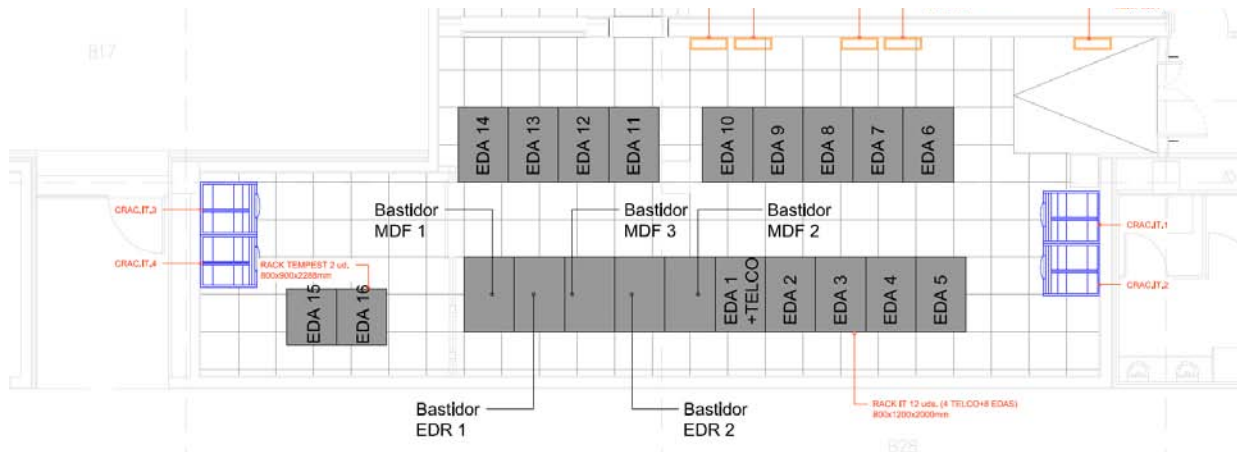 817
EDA 14
EDA 13
EDA 12
EDA 11
EDA 10
EDA 9
EDA 8
EDA 7
EDA 6
Bastidor
MDF 1
Bastidor
MDF 3
Bastidor
MDF 2
CRAC.IT.3
CRAC.IT.4
CRAC.IT.1
CRAC.IT.2
RACK TEMPEST 2 ud.
800x900x2288mm
EDA 15
EDA 16
EDA 1
+TELCO
EDA 2
EDA 3
EDA 4
EDA 5
Bastidor
EDR 1
Bastidor
EDR 2
RACK IT 12 uds. (4 TELCO+8 EDAS)
800x1200x2000mm
828